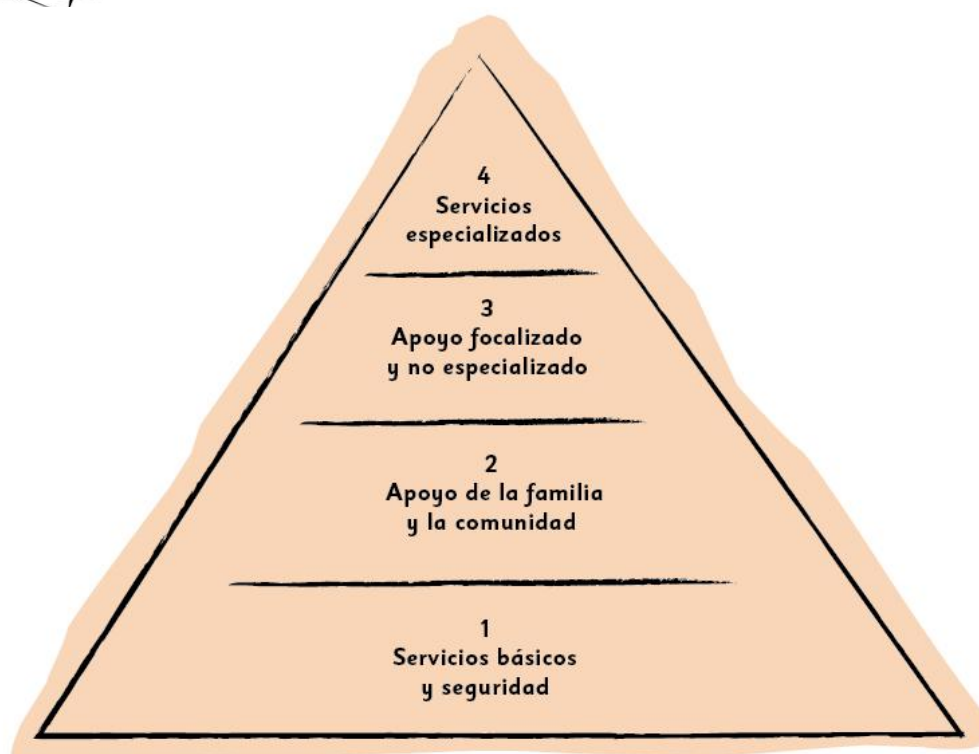 4
Servicios
especializados
3
Apoyo focalizado
y no especializado
2
Apoyo de la familia
y la comunidad
1
Servicios básicos
y seguridad